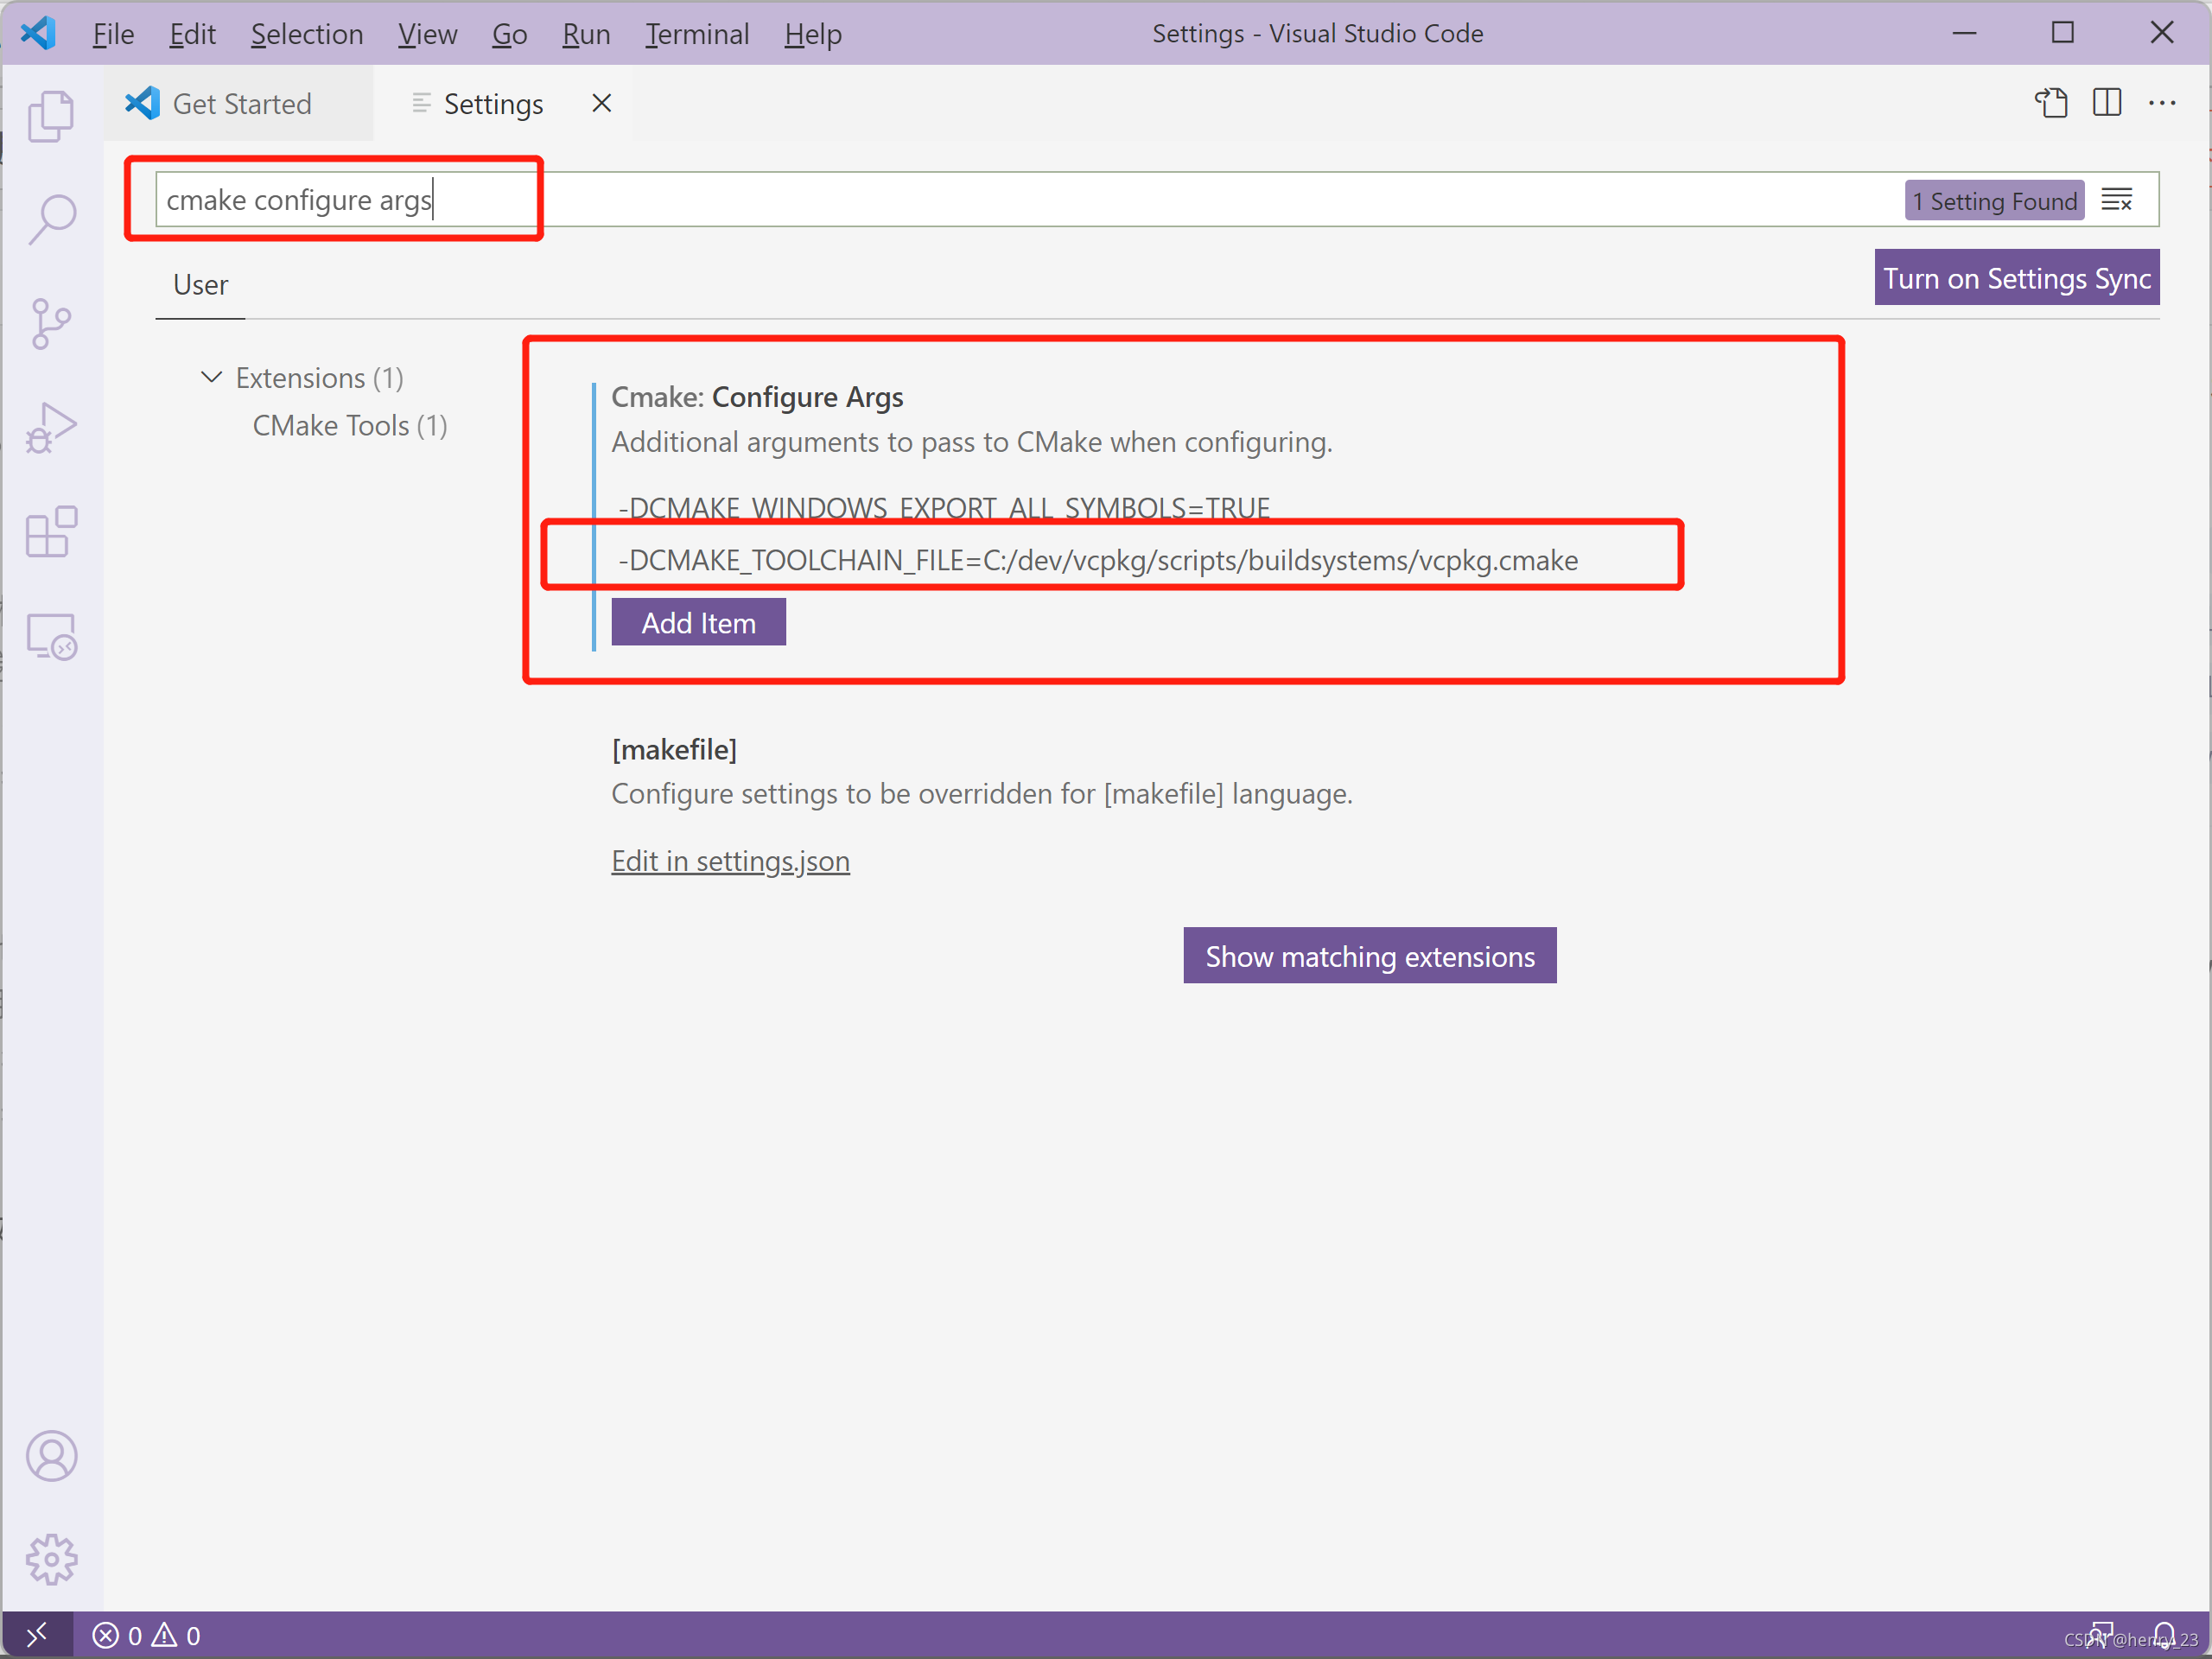 File Edit Selection View Go Run Terminal Help Settings - Visual Studio Code
Get Started Settings
cmake configure args 1 Setting Found
User Turn on Settings Sync
Extensions (1)
CMake Tools (1)
Cmake: Configure Args
Additional arguments to pass to CMake when configuring.
-DCMAKE_WINDOWS_EXPORT_ALL_SYMBOLS=TRUE
-DCMAKE_TOOLCHAIN_FILE=C:/dev/vcpkg/scripts/buildsystems/vcpkg.cmake
Add Item
[makefile]
Configure settings to be overridden for [makefile] language.
Edit in settings.json
Show matching extensions
0 0
CSDN @henry_23